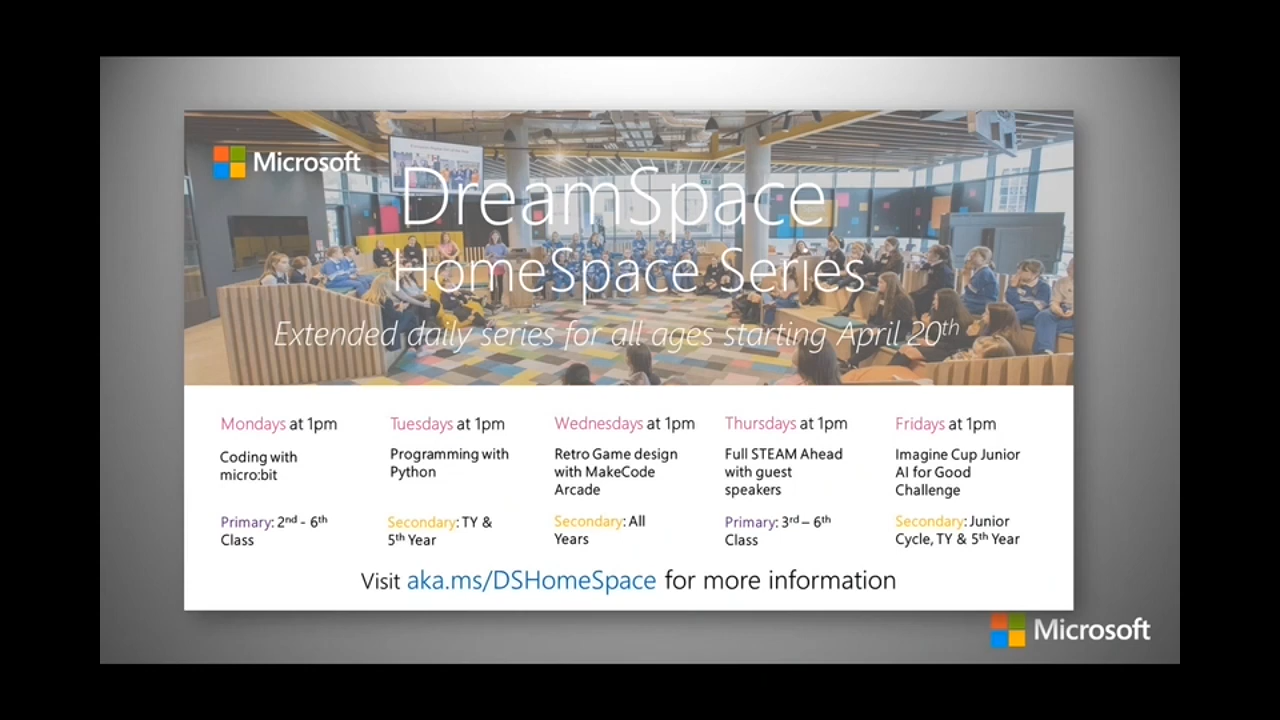 Microsoft
DreamSpace
HomeSpace Series
Extended daily series for all ages starting April 20th
Mondays at 1pm
Coding with
micro:bit
Primary: 2nd - 6th
Class
Tuesdays at 1pm
Programming with
Python
Secondary: TY &
5th Year
Wednesdays at 1pm
Retro Game design
with MakeCode
Arcade
Secondary: All
Years
Thursdays at 1pm
Full STEAM Ahead
with guest
speakers
Primary: 3rd – 6th
Class
Fridays at 1pm
Imagine Cup Junior
AI for Good
Challenge
Secondary: Junior
Cycle, TY & 5th Year
Visit aka.ms/DSHomeSpace for more information
Microsoft